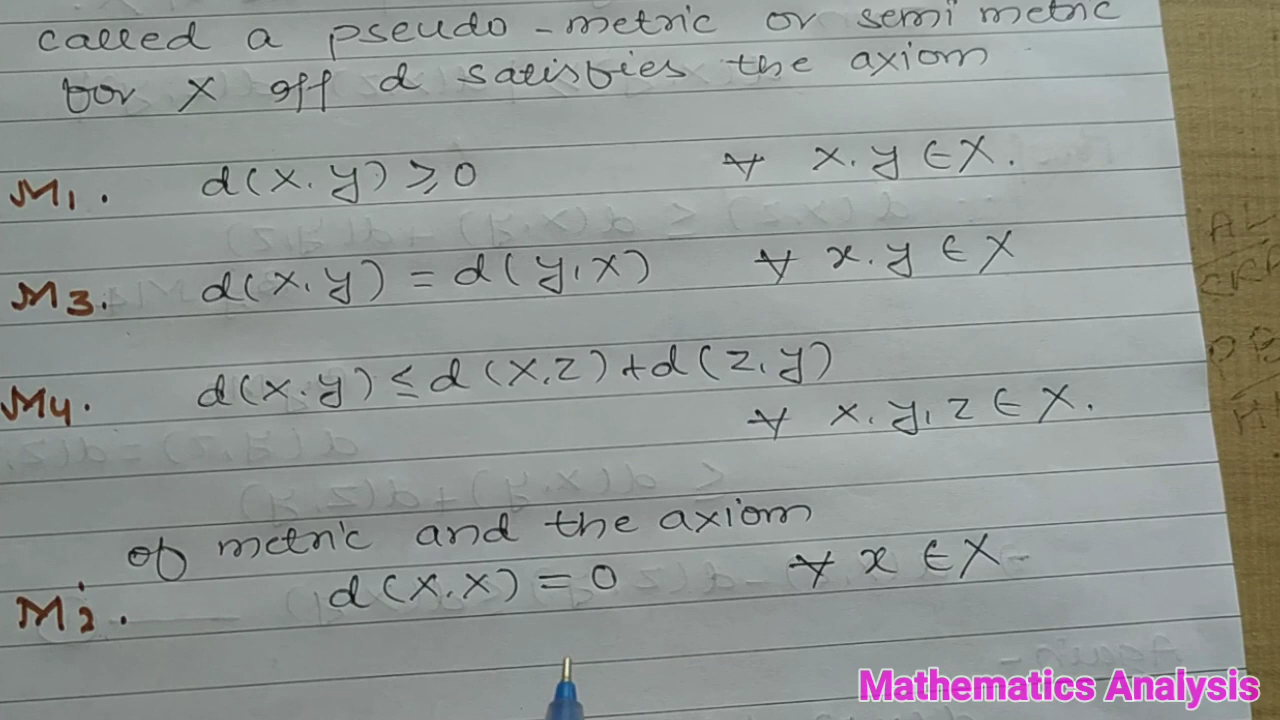 called a pseudo-metric or semi metric
for X off d satisfies the axiom
M1. d(x,y) ≥ 0 ∀ x,y ∈ X.
M3. d(x,y) = d(y,x) ∀ x,y ∈ X
M4. d(x,y) ≤ d(x,z) + d(z,y)
∀ x,y,z ∈ X.
of metric and the axiom
M2. d(x,x) = 0 ∀ x ∈ X
Mathematics Analysis